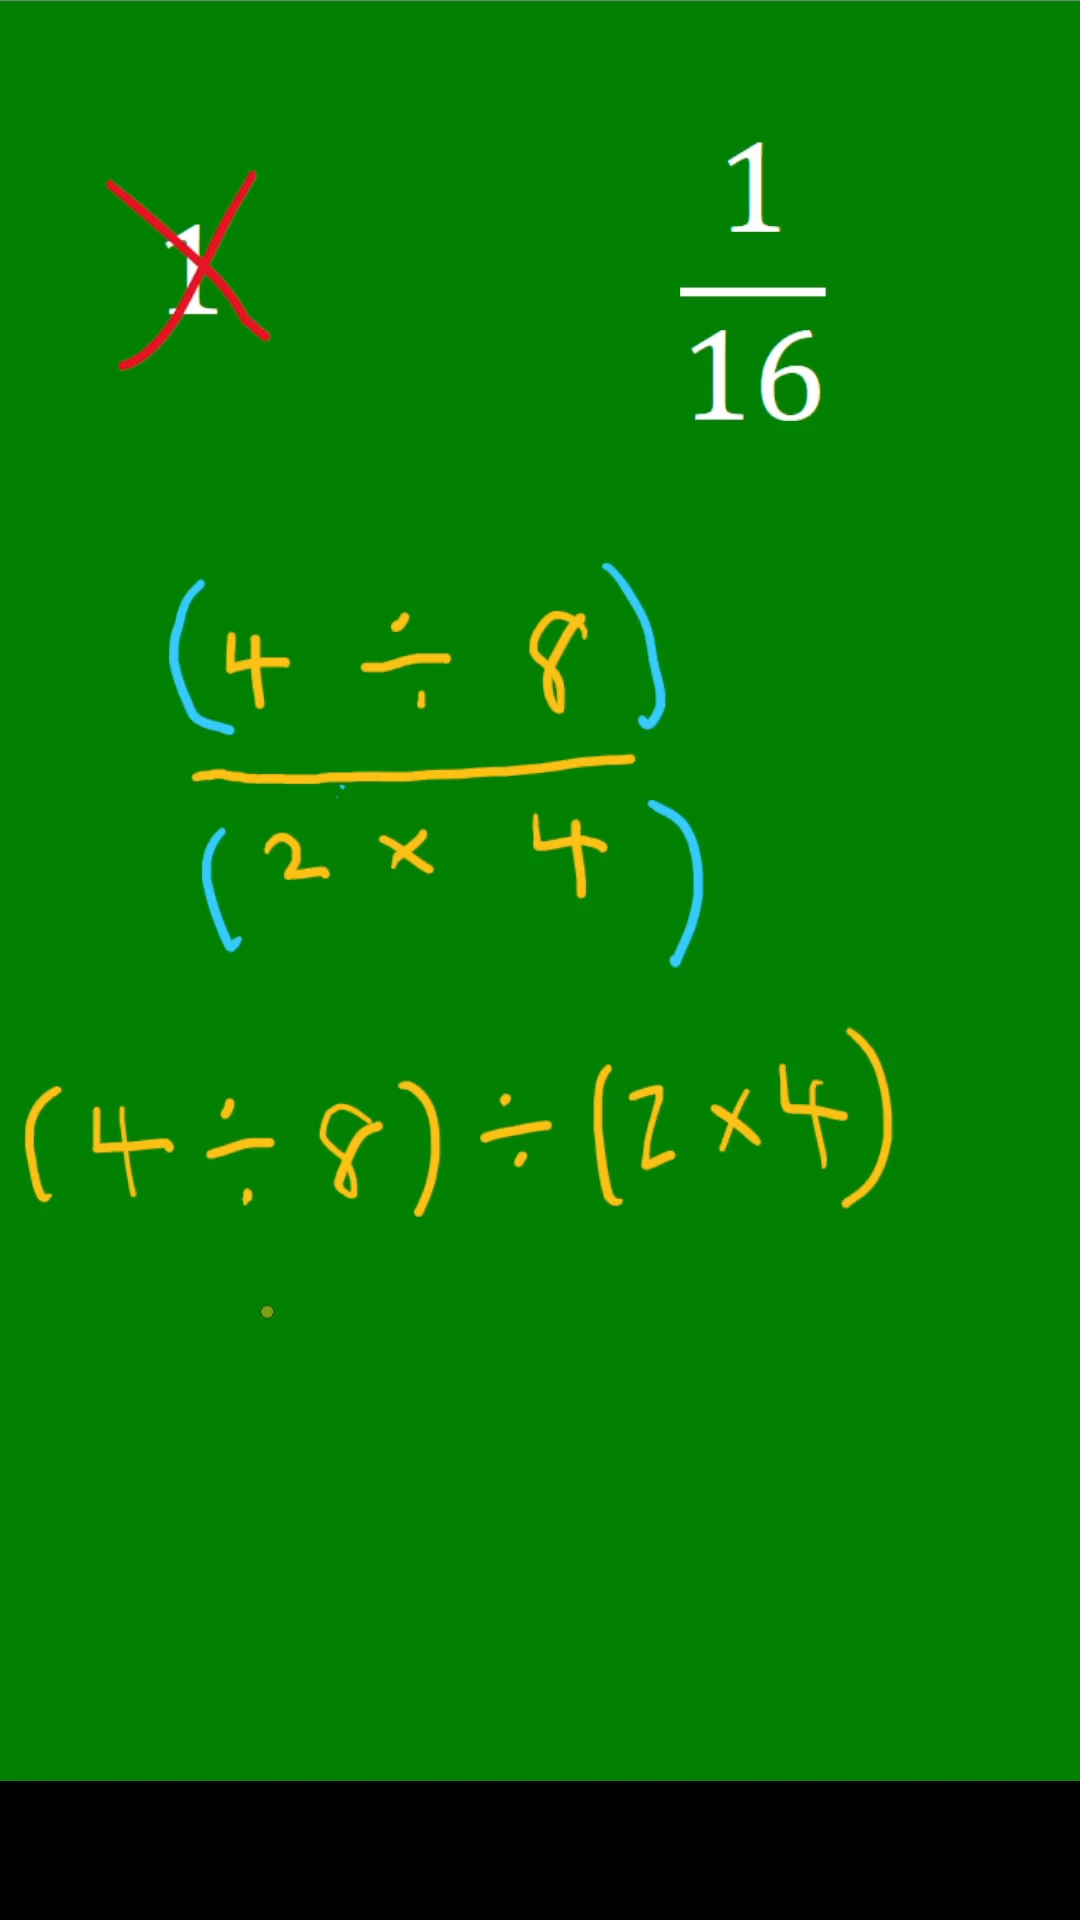 1
1
16
(4 ÷ 8)
(2 × 4)
(4 ÷ 8) ÷ (2 × 4)